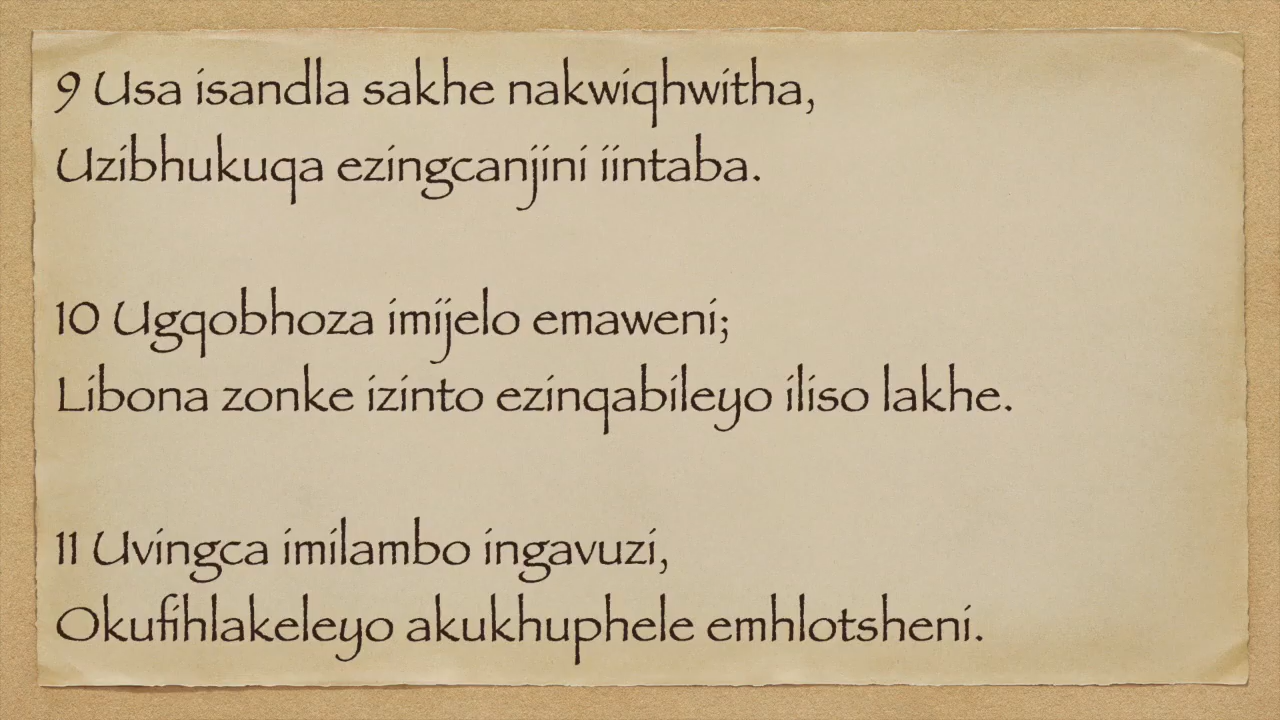 9 Usa isandla sakhe nakwiqhwitha,
Uzibhukuqa ezingcanjini iintaba.
10 Ugqobhoza imijelo emaweni;
Libona zonke izinto ezinqabileyo iliso lakhe.
11 Uvingca imilambo ingavuzi,
Okufihlakeleyo akukhuphele emhlotsheni.